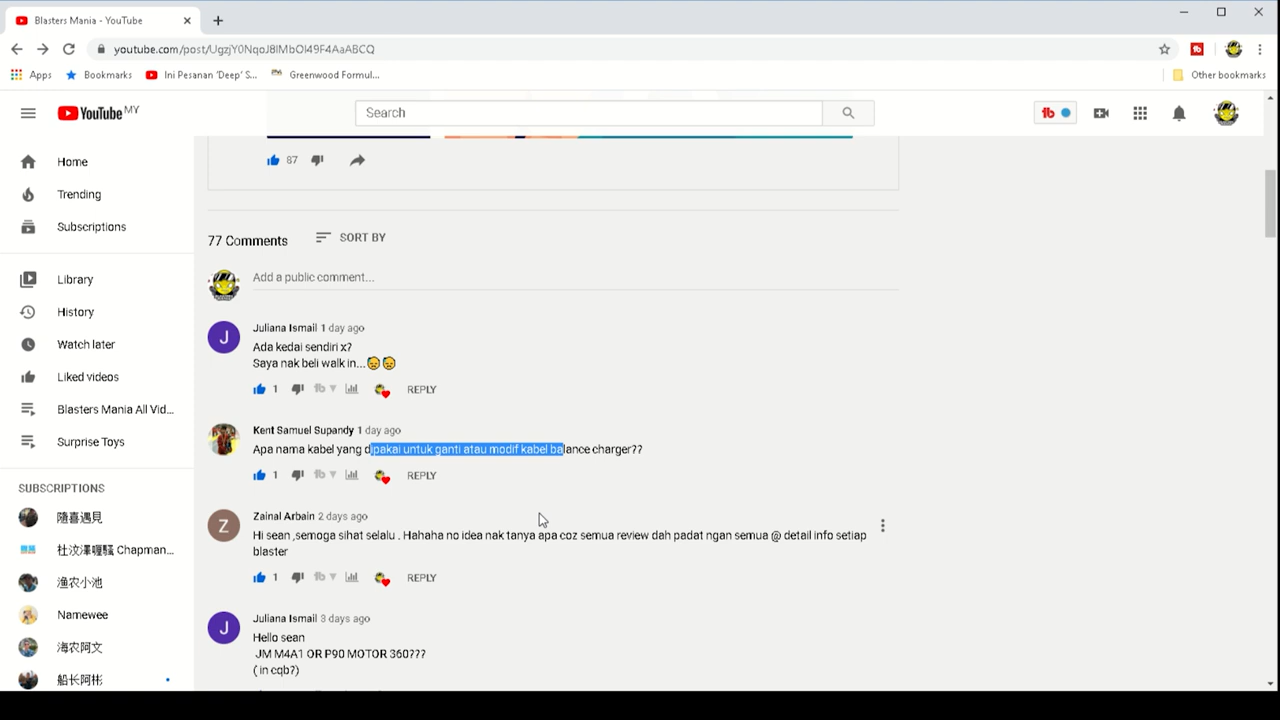 Blasters Mania - YouTube
youtube.com/post/UgzjY0NqoJ8lMbOl49F4AaABCQ
Apps
Bookmarks
Ini Pesanan 'Deep' S...
Greenwood Formul...
Other bookmarks
YouTube MY
Search
Home
Trending
Subscriptions
Library
History
Watch later
Liked videos
Blasters Mania All Vid...
Surprise Toys
SUBSCRIPTIONS
隨喜遇見
杜汶澤喱騷 Chapman...
渔农小池
Namewee
海农阿文
船长阿彬
87
77 Comments
SORT BY
Add a public comment...
J
Juliana Ismail 1 day ago
Ada kedai sendiri x?
Saya nak beli walk in...😓😓
1
REPLY
Kent Samuel Supandy 1 day ago
Apa nama kabel yang dipakai untuk ganti atau modif kabel balance charger??
1
REPLY
Z
Zainal Arbain 2 days ago
Hi sean ,semoga sihat selalu . Hahaha no idea nak tanya apa coz semua review dah padat ngan semua @ detail info setiap
blaster
1
REPLY
J
Juliana Ismail 3 days ago
Hello sean
JM M4A1 OR P90 MOTOR 360???
( in cqb?)